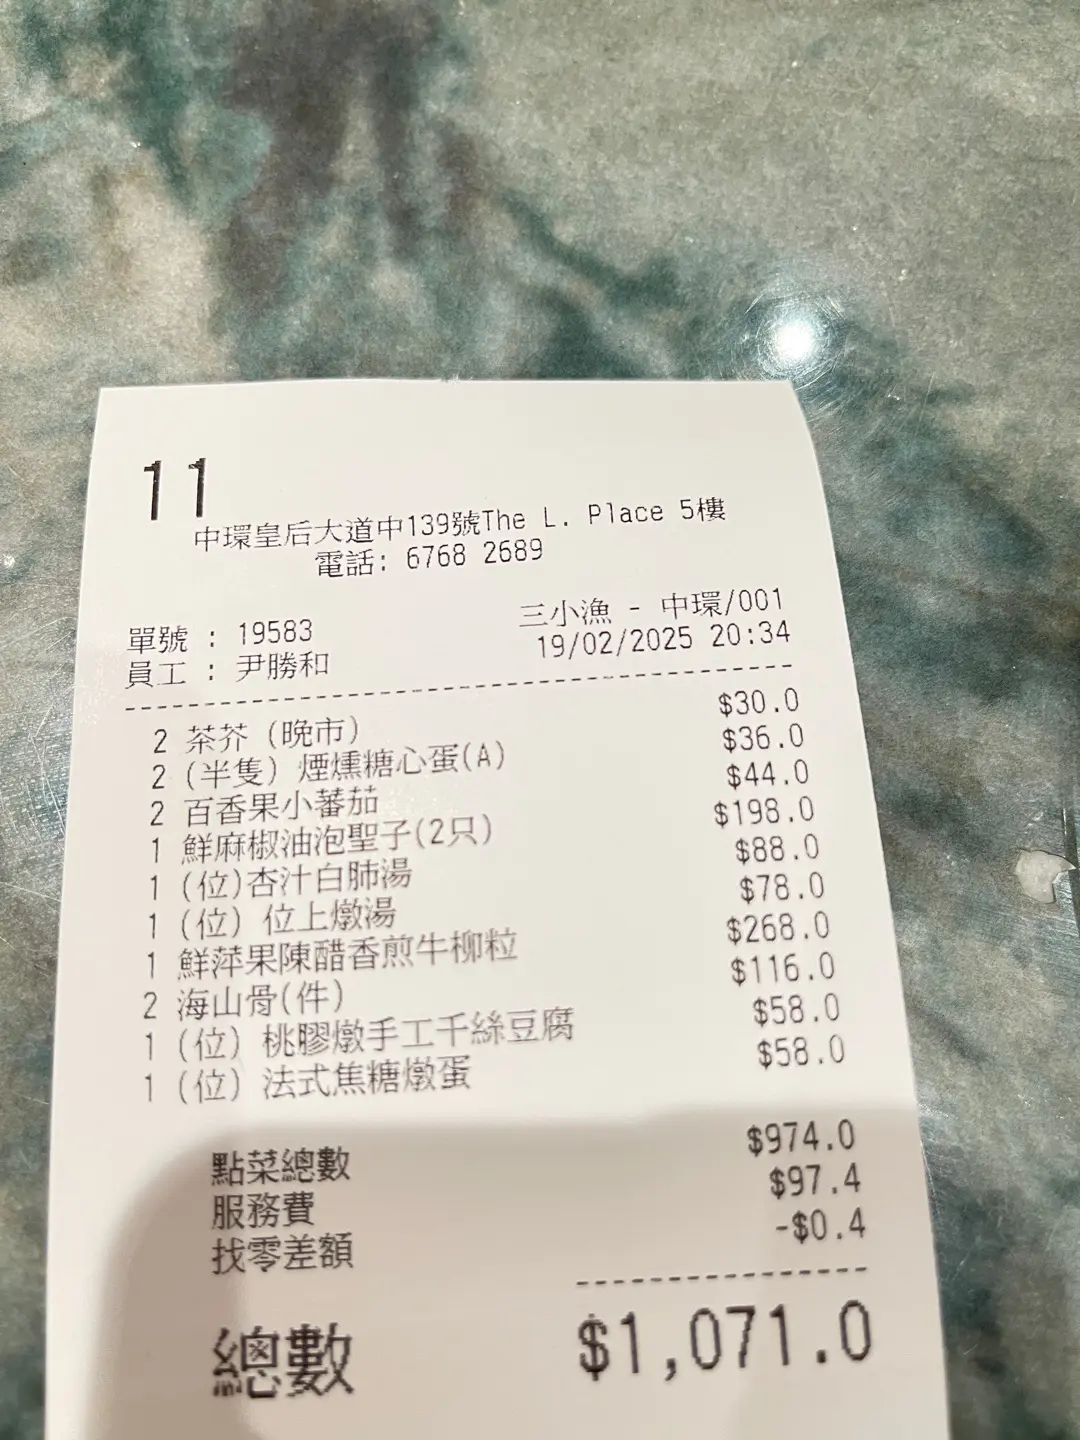 11
中環皇后大道中139號The L. Place 5樓
電話: 6768 2689
單號 : 19583
三小漁 - 中環/001
員工 : 尹勝和
19/02/2025 20:34
2 茶芥 (晚市) $30.0
2 (半隻) 煙燻糖心蛋(A) $36.0
2 百香果小蕃茄 $44.0
1 鮮麻椒油泡聖子(2只) $198.0
1 (位)杏汁白肺湯 $88.0
1 (位) 位上燉湯 $78.0
1 鮮萍果陳醋香煎牛柳粒 $268.0
2 海山骨(件) $116.0
1 (位) 桃膠燉手工千絲豆腐 $58.0
1 (位) 法式焦糖燉蛋 $58.0
點菜總數 $974.0
服務費 $97.4
找零差額 -$0.4
總數 $1,071.0